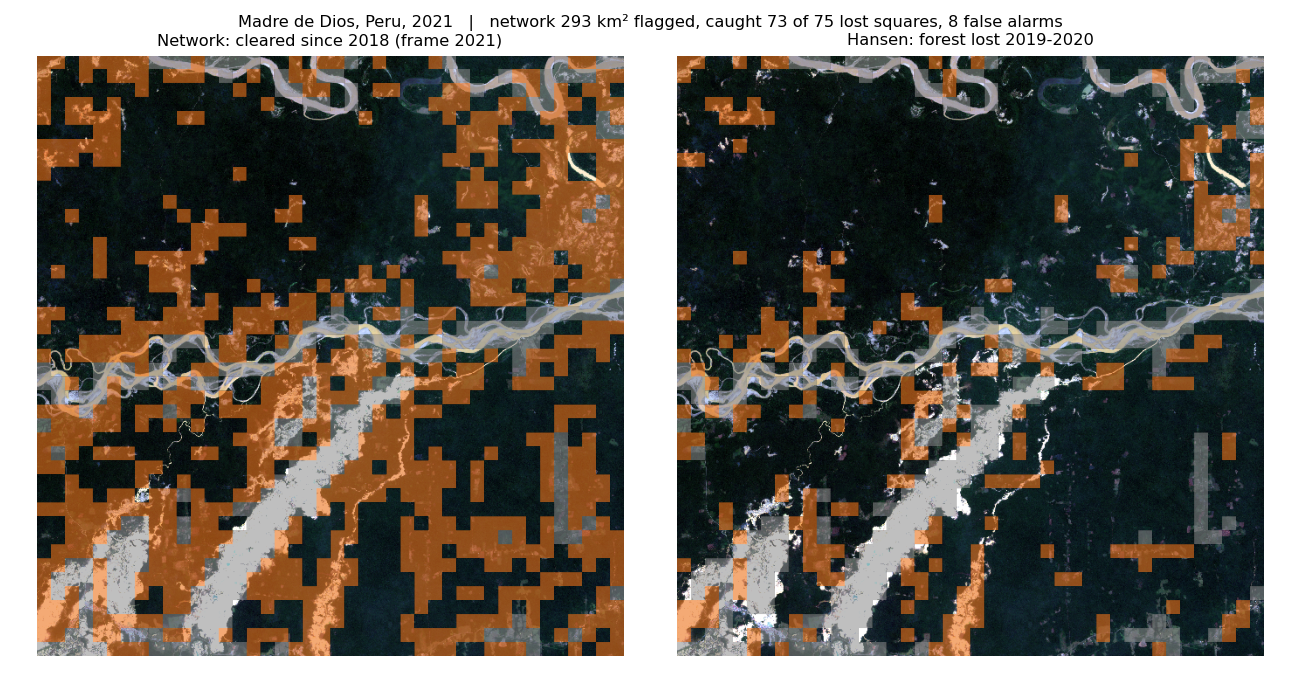 Madre de Dios, Peru, 2021 | network 293 km² flagged, caught 73 of 75 lost squares, 8 false alarms
Network: cleared since 2018 (frame 2021)
Hansen: forest lost 2019-2020